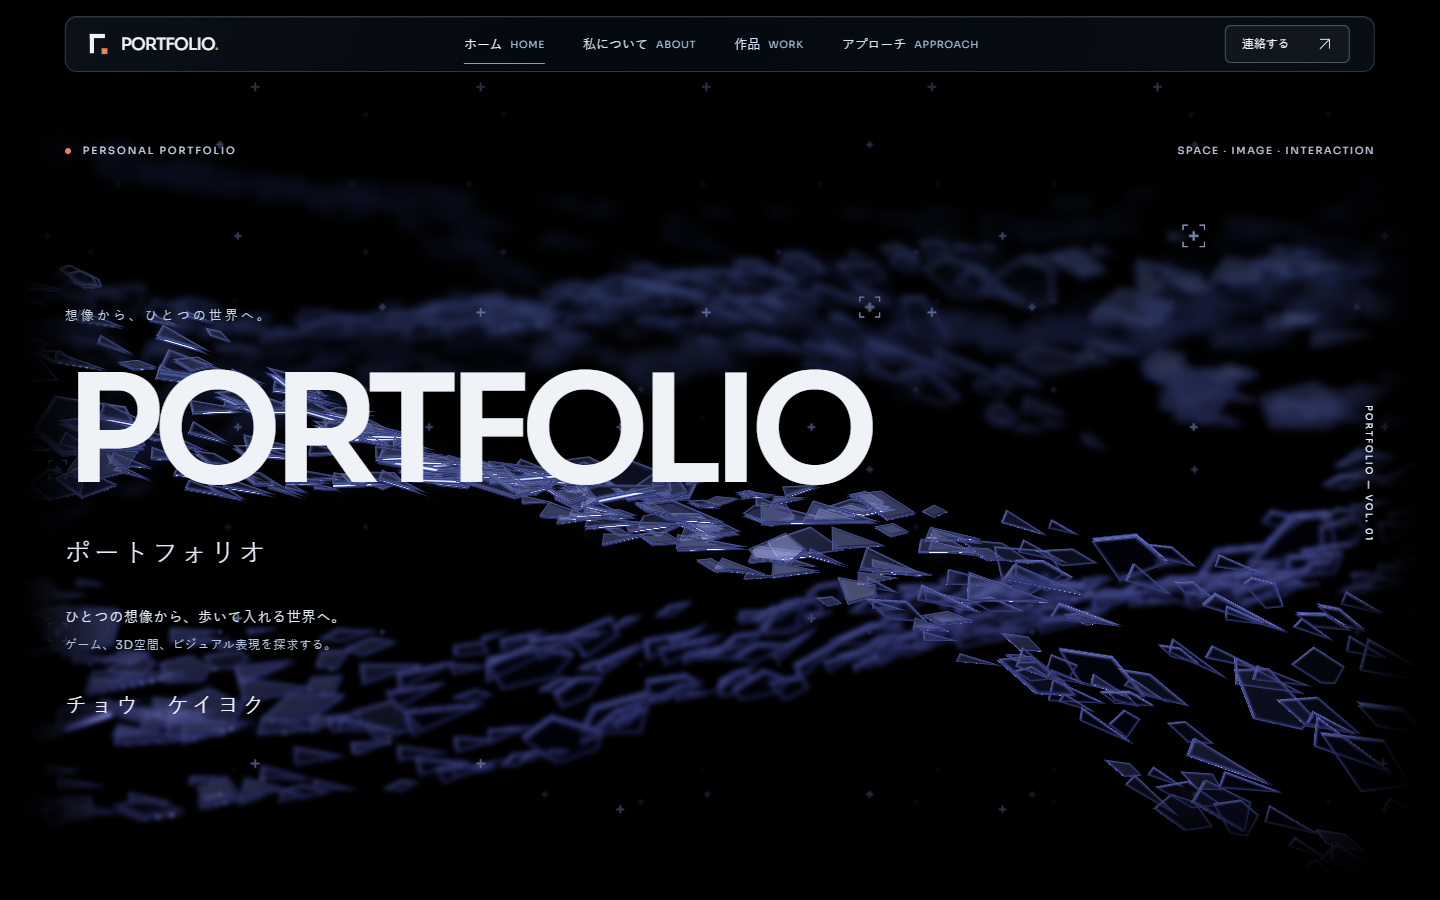 PORTFOLIO.
ホーム HOME
私について ABOUT
作品 WORK
アプローチ APPROACH
連絡する
PERSONAL PORTFOLIO
SPACE · IMAGE · INTERACTION
想像から、ひとつの世界へ。
PORTFOLIO
PORTFOLIO — VOL. 01
ポートフォリオ
ひとつの想像から、歩いて入れる世界へ。
ゲーム、3D空間、ビジュアル表現を探求する。
チョウ　ケイヨク